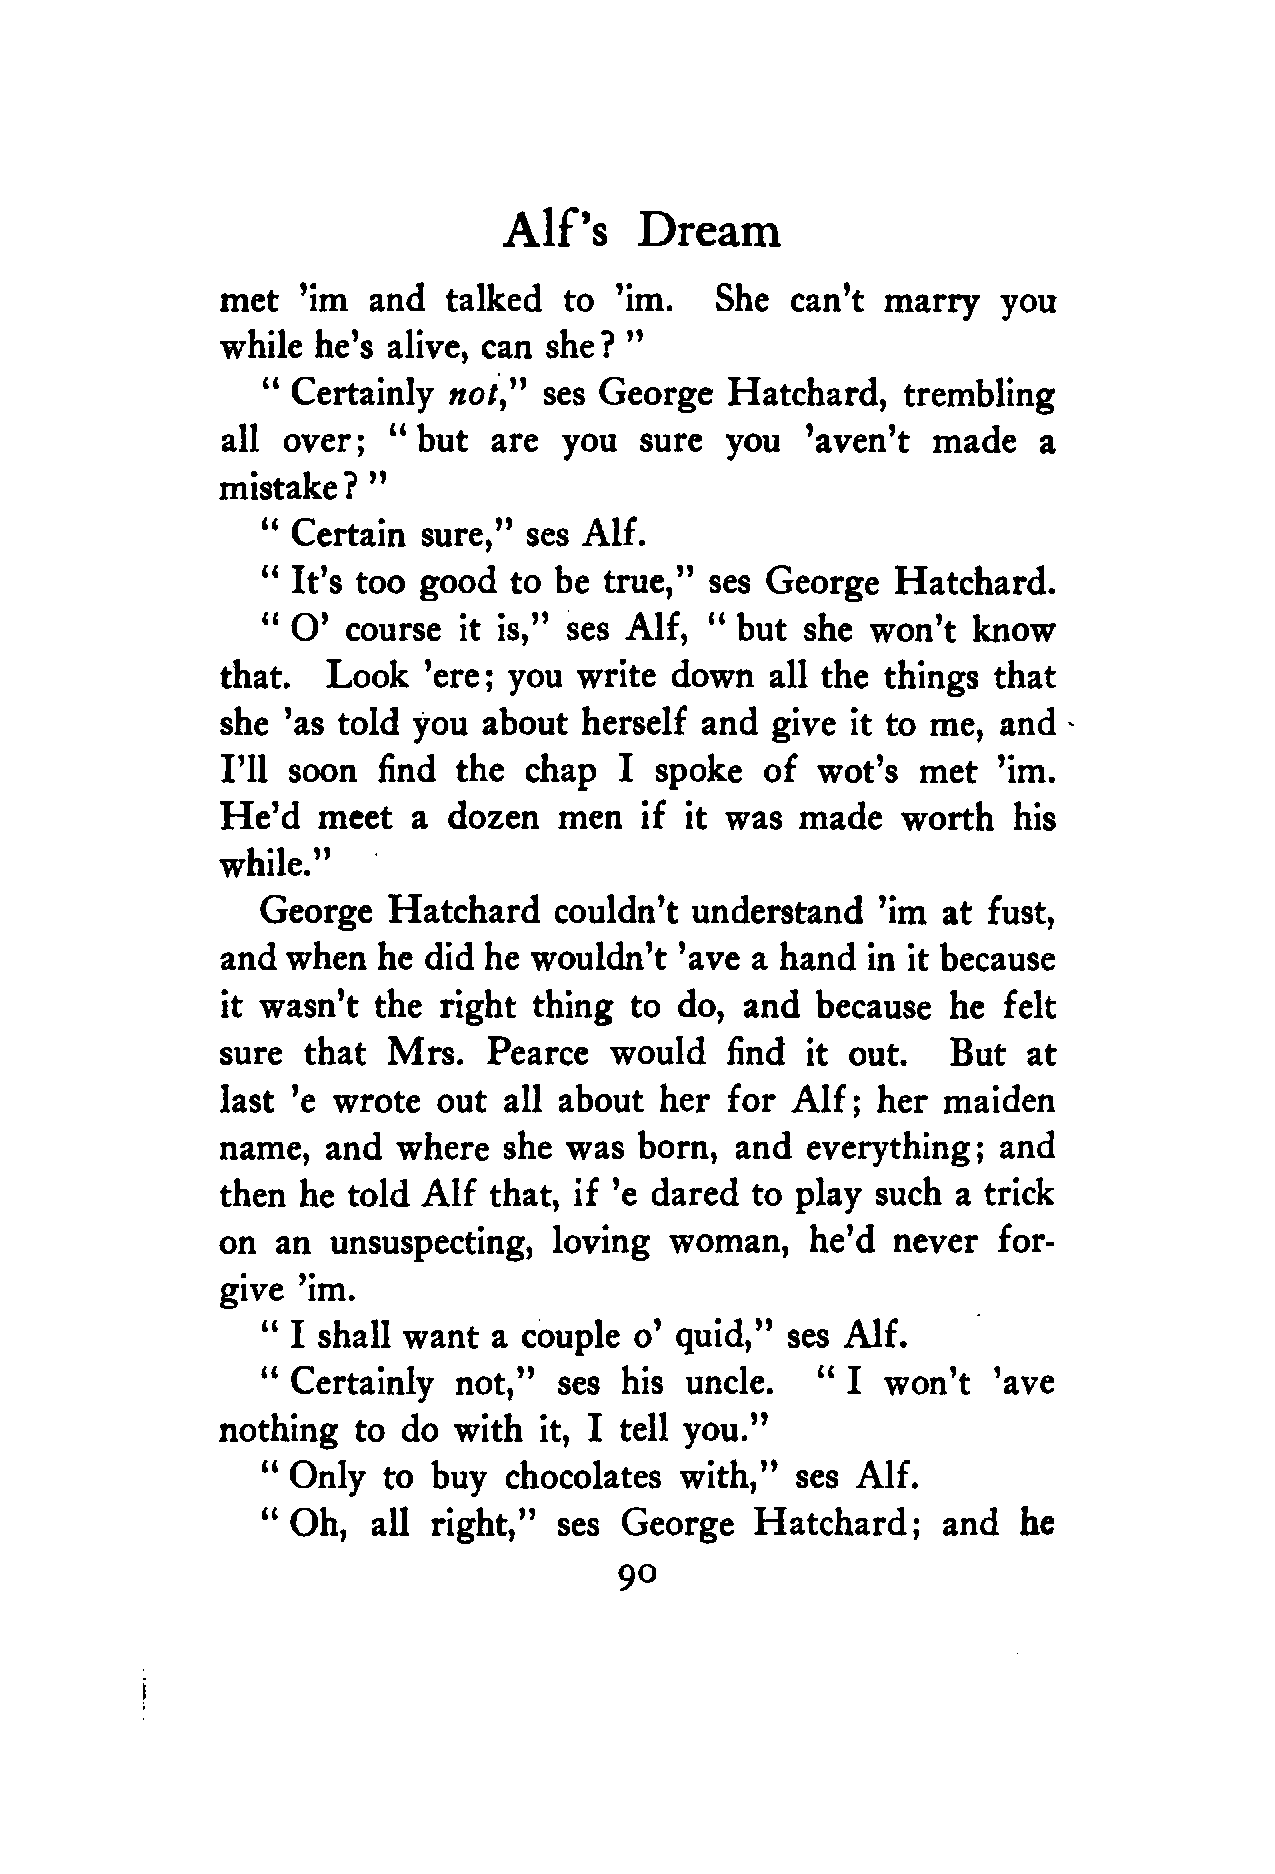 Alf's Dream
met 'im and talked to 'im. She can't marry you
while he's alive, can she? "
" Certainly not," ses George Hatchard, trembling
all over; " but are you sure you 'aven't made a
mistake? "
" Certain sure," ses Alf.
" It's too good to be true," ses George Hatchard.
" O' course it is," ses Alf, " but she won't know
that. Look 'ere; you write down all the things that
she 'as told you about herself and give it to me, and
I'll soon find the chap I spoke of wot's met 'im.
He'd meet a dozen men if it was made worth his
while."
George Hatchard couldn't understand 'im at fust,
and when he did he wouldn't 'ave a hand in it because
it wasn't the right thing to do, and because he felt
sure that Mrs. Pearce would find it out. But at
last 'e wrote out all about her for Alf; her maiden
name, and where she was born, and everything; and
then he told Alf that, if 'e dared to play such a trick
on an unsuspecting, loving woman, he'd never for-
give 'im.
" I shall want a couple o' quid," ses Alf.
" Certainly not," ses his uncle. " I won't 'ave
nothing to do with it, I tell you."
" Only to buy chocolates with," ses Alf.
" Oh, all right," ses George Hatchard; and he
90